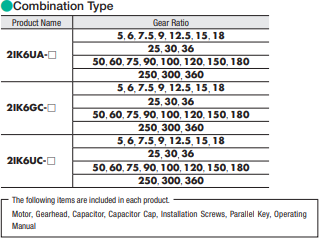 Combination Type
Product Name Gear Ratio
2IK6UA-□
5, 6, 7.5, 9, 12.5, 15, 18
25, 30, 36
50, 60, 75, 90, 100, 120, 150, 180
250, 300, 360
2IK6GC-□
5, 6, 7.5, 9, 12.5, 15, 18
25, 30, 36
50, 60, 75, 90, 100, 120, 150, 180
250, 300, 360
2IK6UC-□
5, 6, 7.5, 9, 12.5, 15, 18
25, 30, 36
50, 60, 75, 90, 100, 120, 150, 180
250, 300, 360
The following items are included in each product.
Motor, Gearhead, Capacitor, Capacitor Cap, Installation Screws, Parallel Key, Operating
Manual